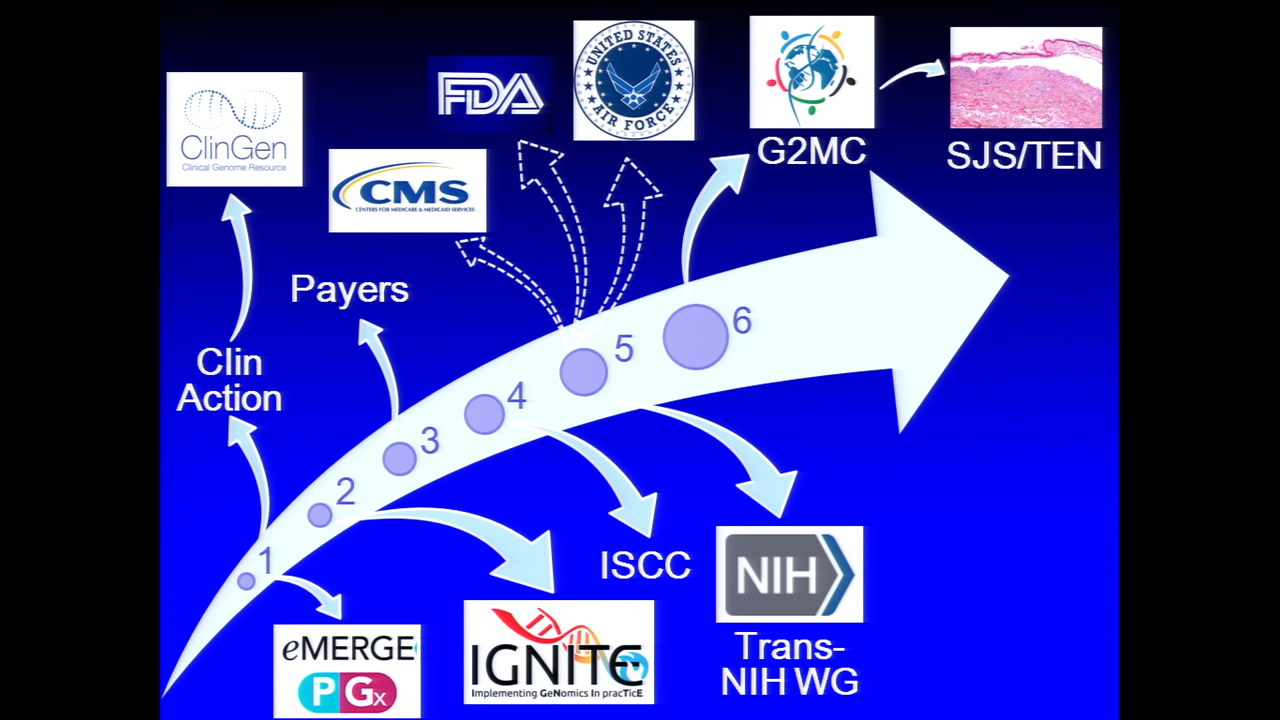 ClinGen
Clinical Genome Resource
Clin
Action
1
eMERGE
PGx
2
IGNITE
Implementing GeNomics In pracTicE
3
Payers
4
ISCC
5
CMS
CENTERS FOR MEDICARE & MEDICAID SERVICES
FDA
UNITED STATES
AIR FORCE
NIH
Trans-
NIH WG
6
G2MC
SJS/TEN